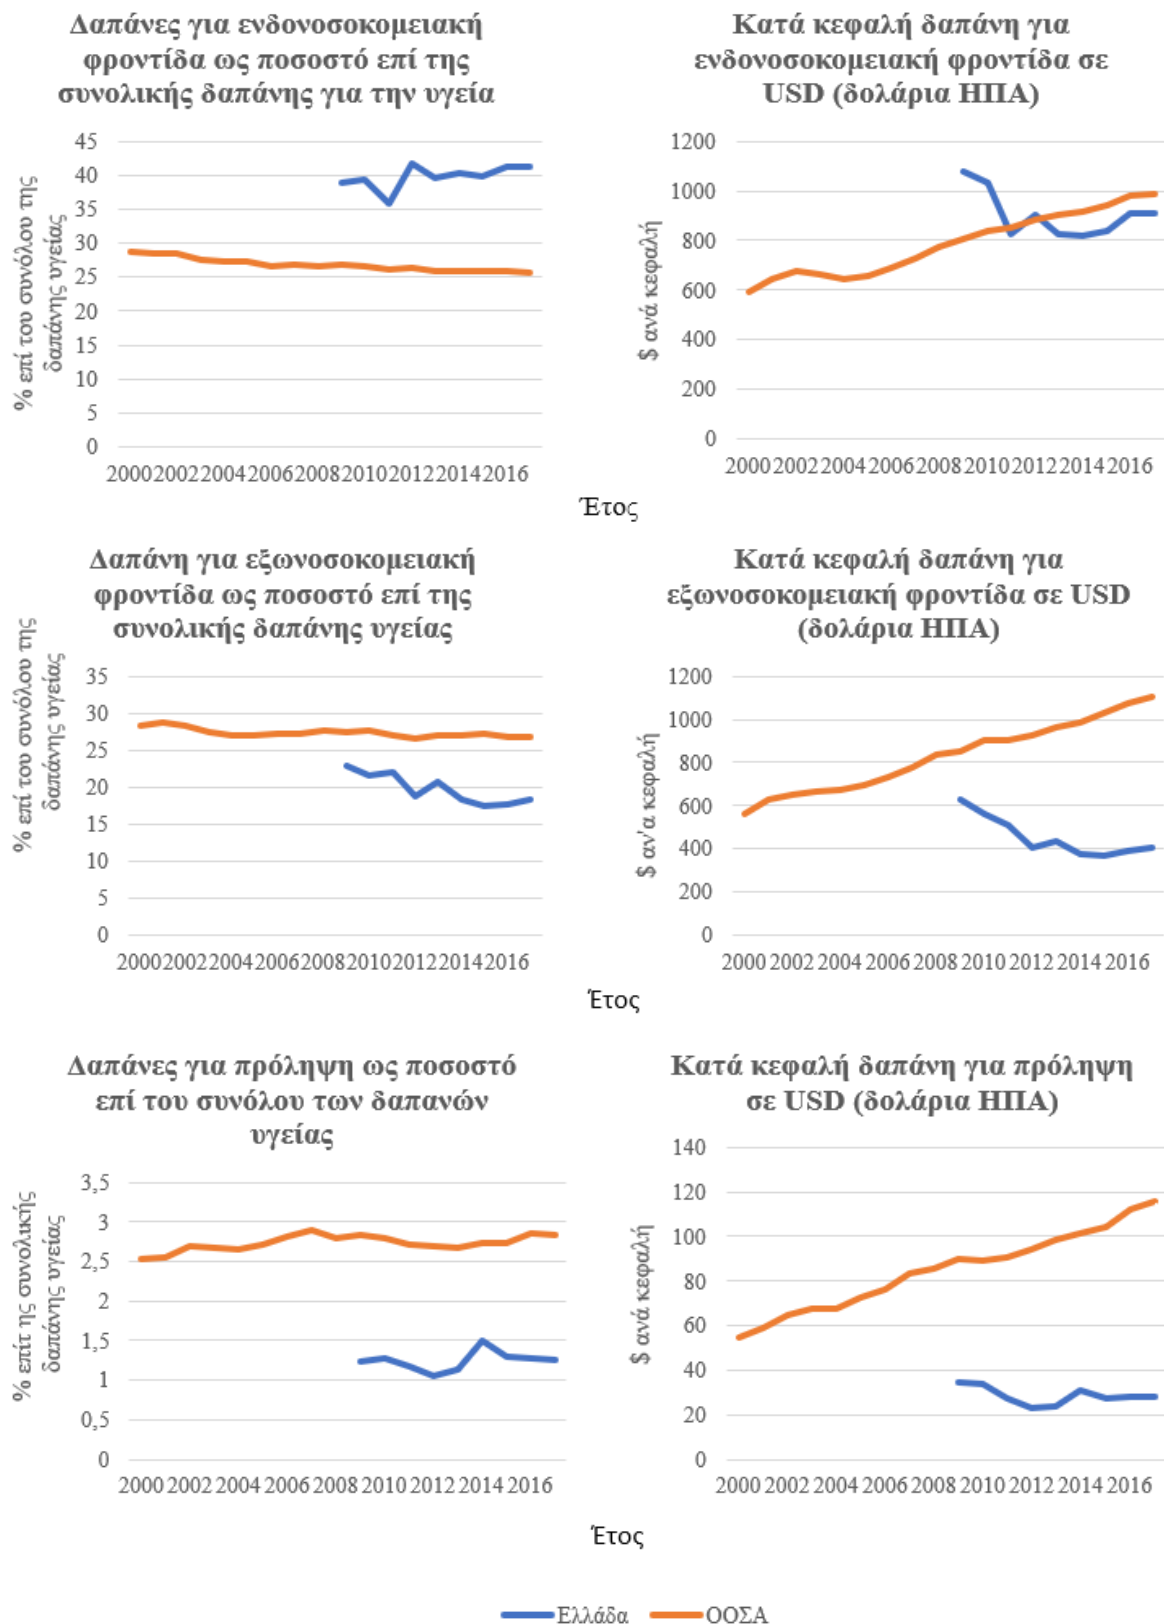 Δαπάνες για ενδονοσοκομειακή
φροντίδα ως ποσοστό επί της
συνολικής δαπάνης για την υγεία
% επί του συνόλου της
δαπάνης υγείας
45
40
35
30
25
20
15
10
5
0
2000 2002 2004 2006 2008 2010 2012 2014 2016
Κατά κεφαλή δαπάνη για
ενδονοσοκομειακή φροντίδα σε
USD (δολάρια ΗΠΑ)
$ ανά κεφαλή
1200
1000
800
600
400
200
0
2000 2002 2004 2006 2008 2010 2012 2014 2016
Έτος
Δαπάνη για εξωνοσοκομειακή
φροντίδα ως ποσοστό επί της
συνολικής δαπάνης υγείας
% επί του συνόλου της
δαπάνης υγείας
35
30
25
20
15
10
5
0
2000 2002 2004 2006 2008 2010 2012 2014 2016
Κατά κεφαλή δαπάνη για
εξωνοσοκομειακή φροντίδα σε USD
(δολάρια ΗΠΑ)
$ αν'α κεφαλή
1200
1000
800
600
400
200
0
2000 2002 2004 2006 2008 2010 2012 2014 2016
Έτος
Δαπάνες για πρόληψη ως ποσοστό
επί του συνόλου των δαπανών
υγείας
% επίτ ης συνολικής
δαπάνης υγείας
3,5
3
2,5
2
1,5
1
0,5
0
2000 2002 2004 2006 2008 2010 2012 2014 2016
Κατά κεφαλή δαπάνη για πρόληψη
σε USD (δολάρια ΗΠΑ)
$ ανά κεφαλή
140
120
100
80
60
40
20
0
2000 2002 2004 2006 2008 2010 2012 2014 2016
Έτος
Ελλάδα ΟΟΣΑ